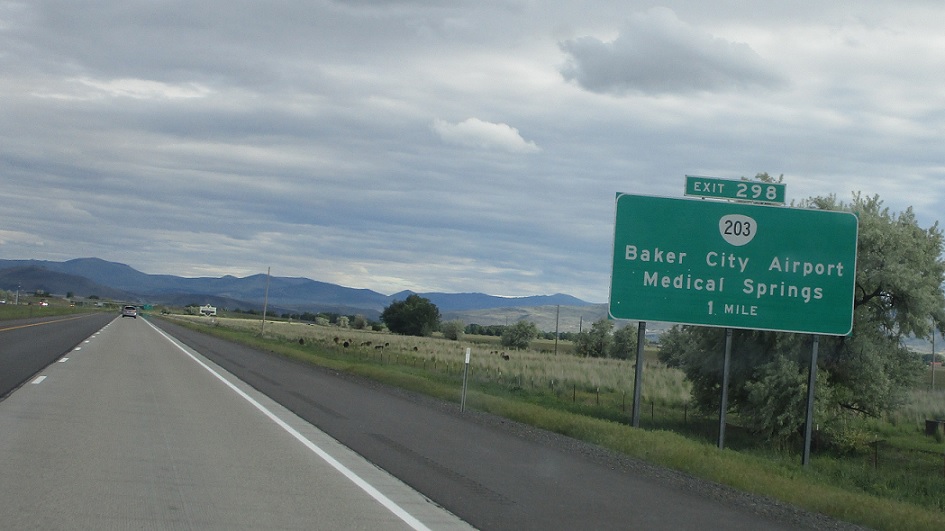 EXIT 298
203
Baker City Airport
Medical Springs
1 MILE